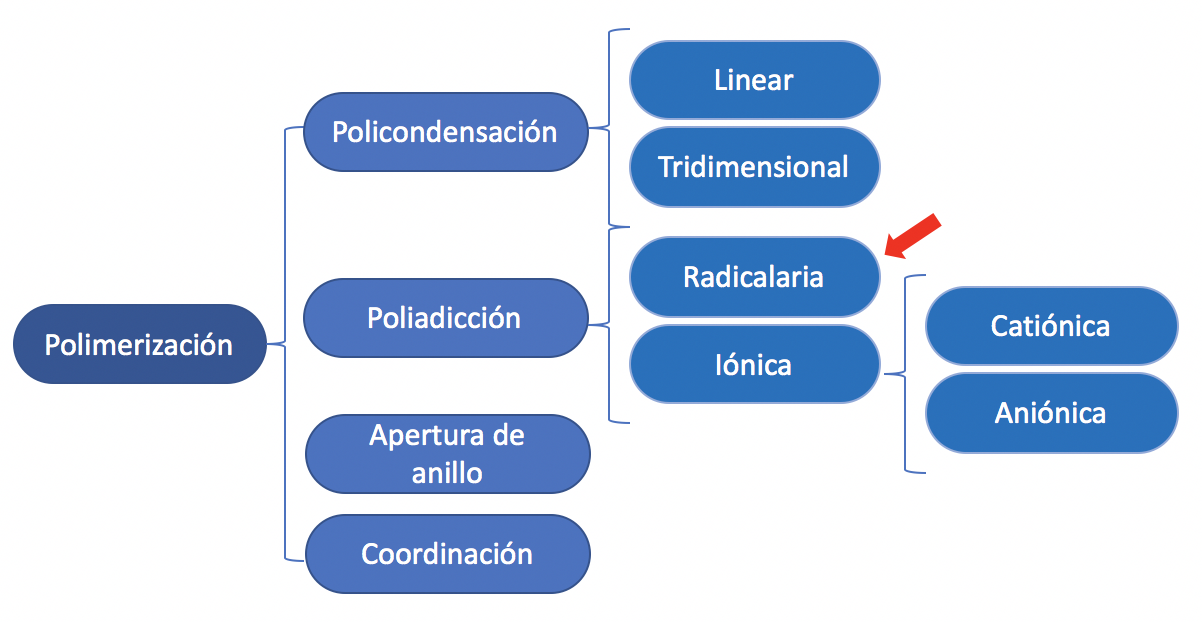 Polimerización
Policondensación
Linear
Tridimensional
Poliadicción
Radicalaria
Iónica
Catiónica
Aniónica
Apertura de
anillo
Coordinación